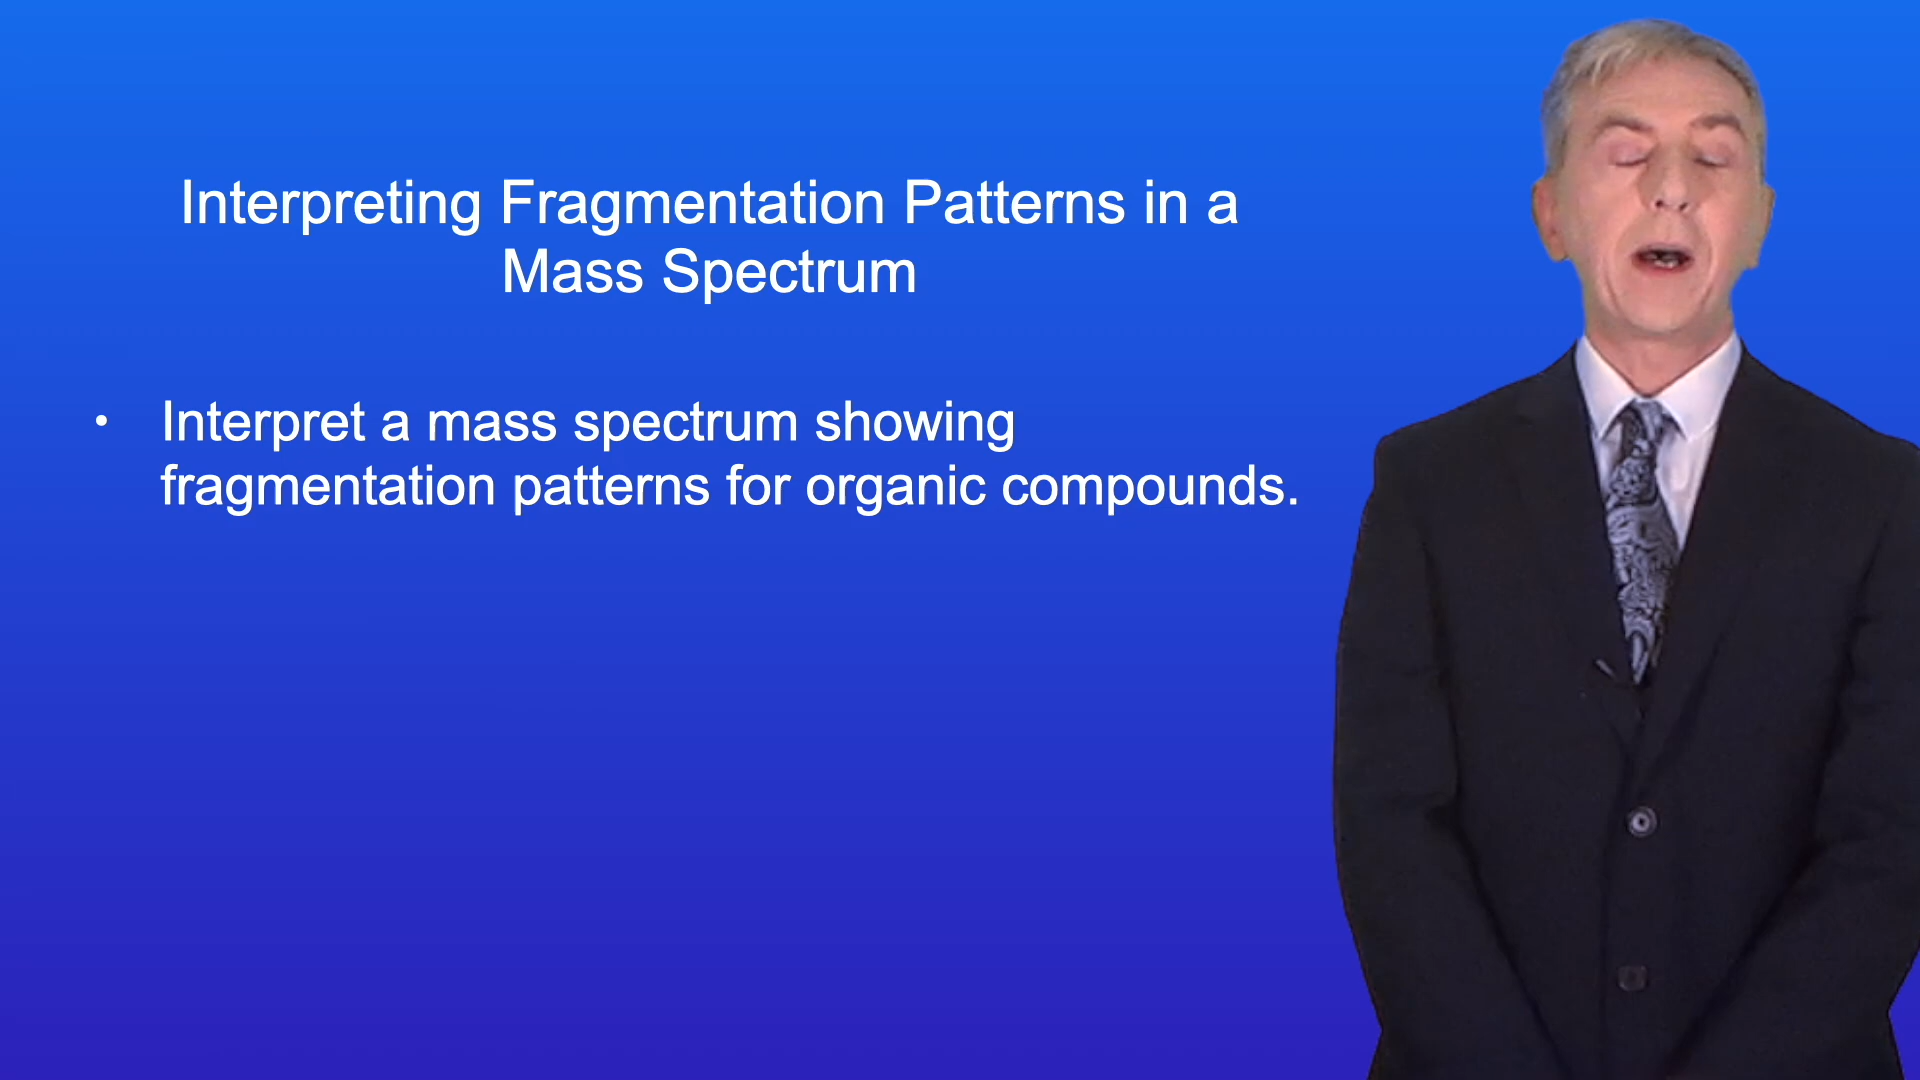 Interpreting Fragmentation Patterns in a
Mass Spectrum
• Interpret a mass spectrum showing
fragmentation patterns for organic compounds.